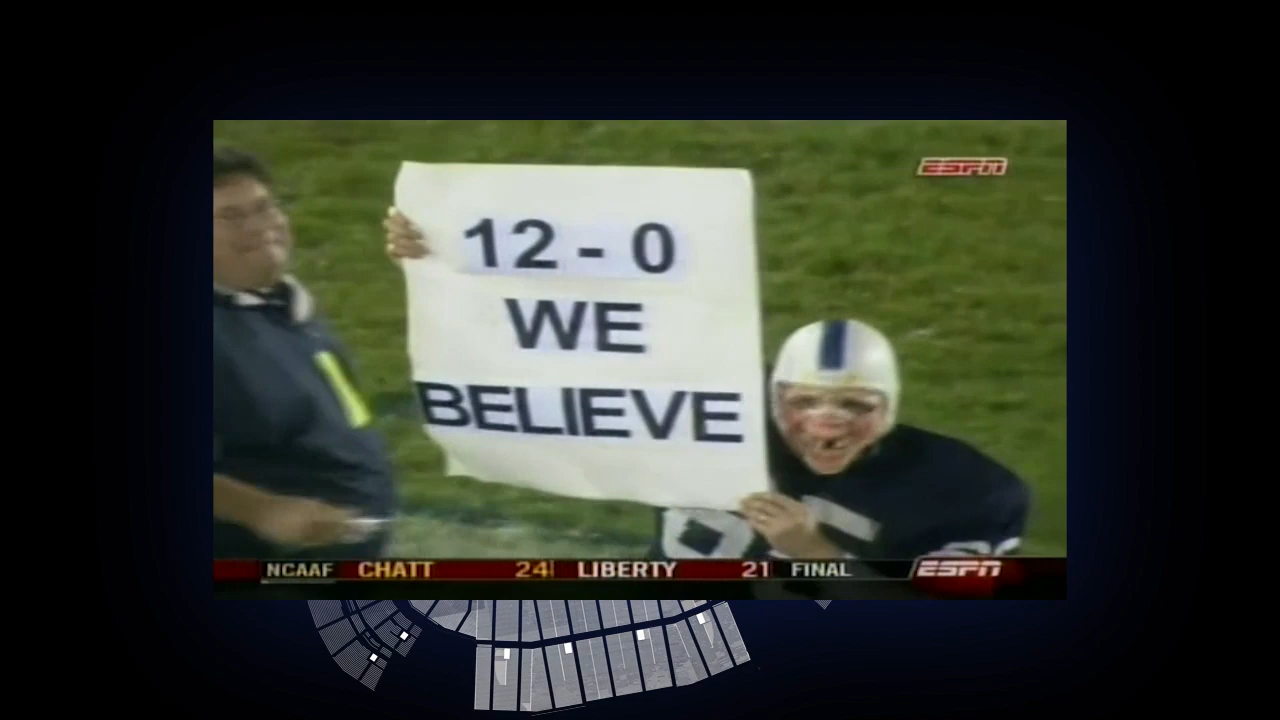 ESPN
12 - 0
WE
BELIEVE
NCAAF CHATT 24 LIBERTY 21 FINAL ESPN